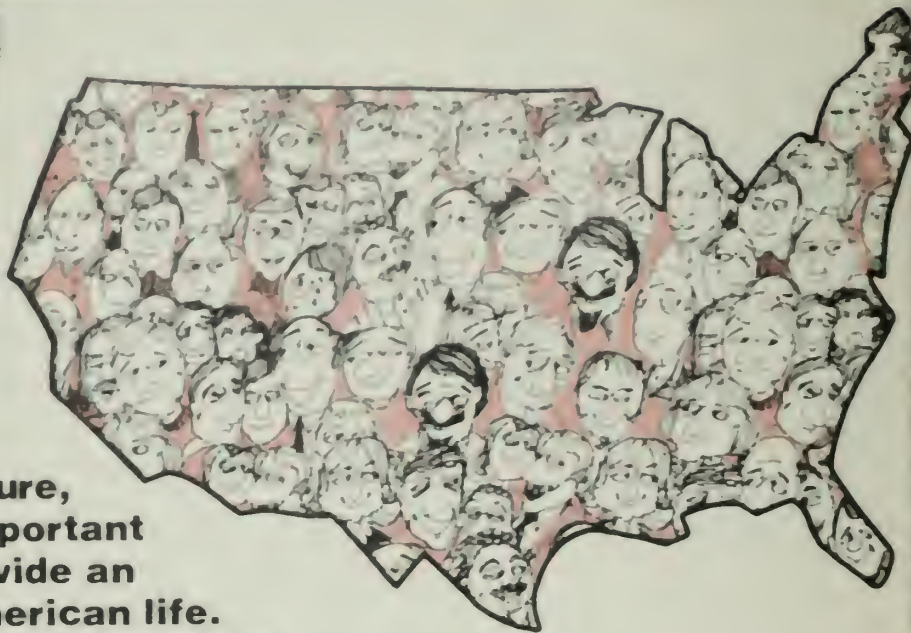 ure,
portant
vide an
erican life.